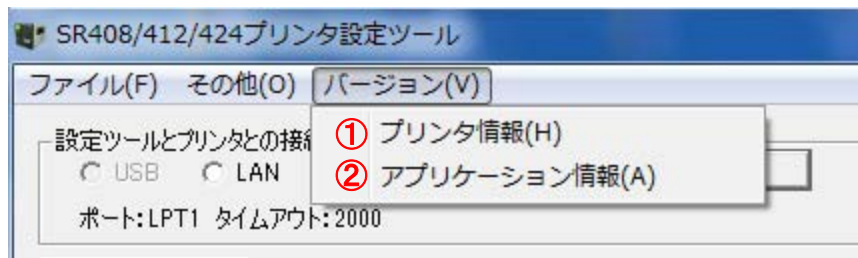 SR408/412/424プリンタ設定ツール
ファイル(F) その他(O) バージョン(V)
① プリンタ情報(H)
② アプリケーション情報(A)
設定ツールとプリンタとの接続
USB LAN
ポート:LPT1 タイムアウト:2000